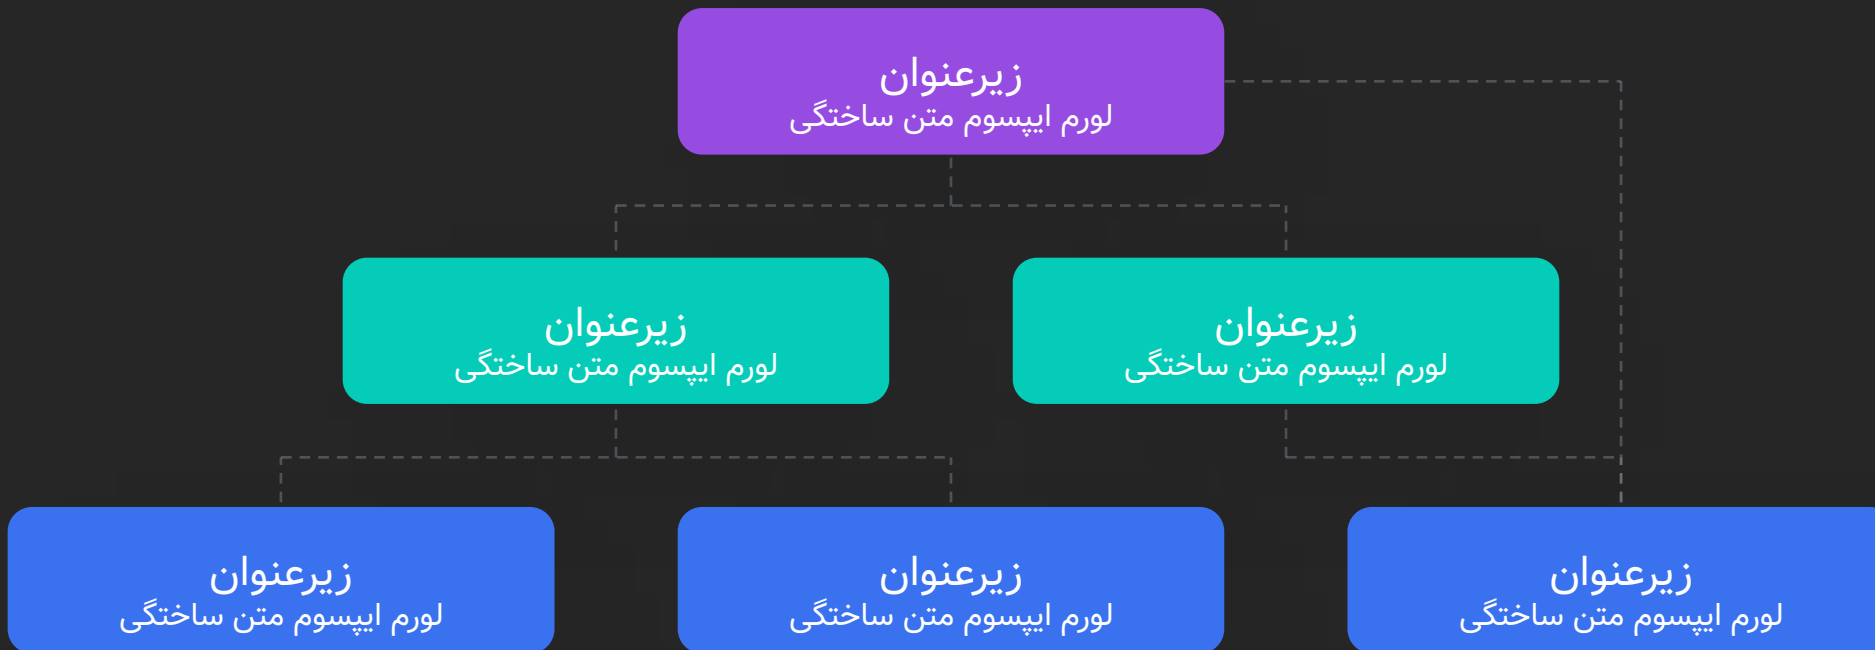 زیرعنوان
لورم ایپسوم متن ساختگی
زیرعنوان
لورم ایپسوم متن ساختگی
زیرعنوان
لورم ایپسوم متن ساختگی
زیرعنوان
لورم ایپسوم متن ساختگی
زیرعنوان
لورم ایپسوم متن ساختگی
زیرعنوان
لورم ایپسوم متن ساختگی